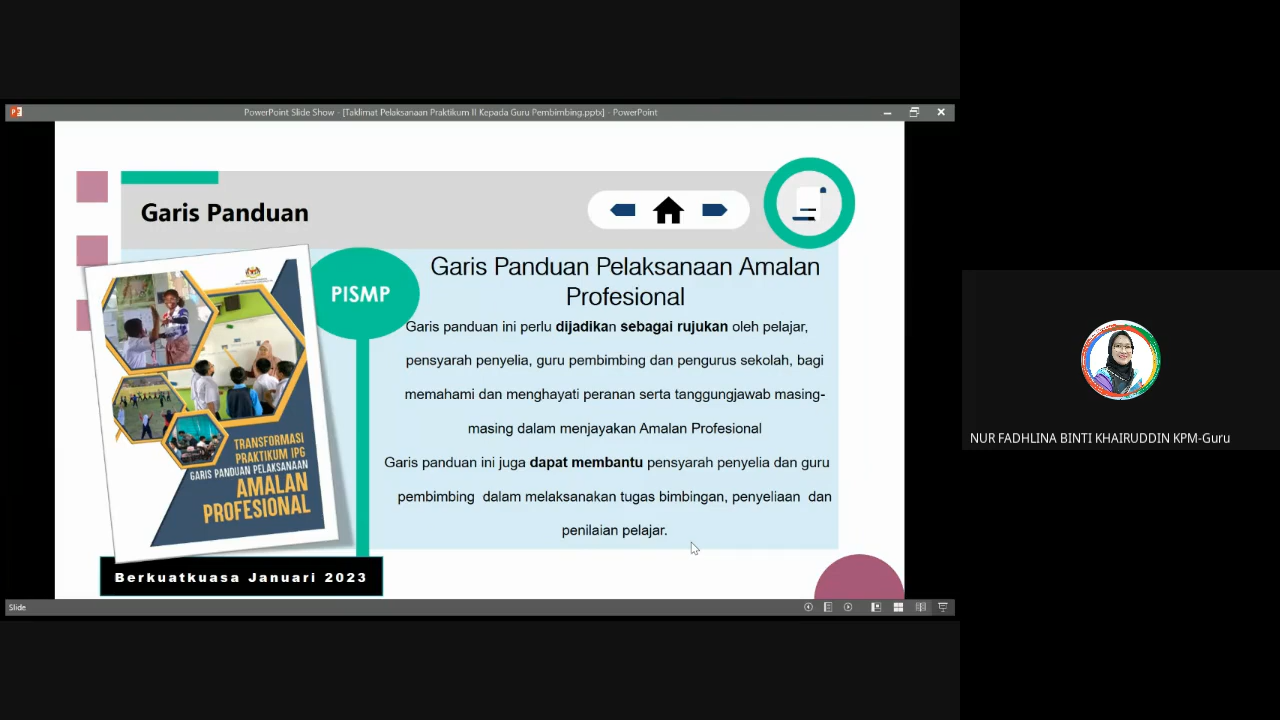 PowerPoint Slide Show - [Taklimat Pelaksanaan Praktikum II Kepada Guru Pembimbing.pptx] - PowerPoint
Garis Panduan
PISMP
Garis Panduan Pelaksanaan Amalan
Profesional
Garis panduan ini perlu dijadikan sebagai rujukan oleh pelajar,
pensyarah penyelia, guru pembimbing dan pengurus sekolah, bagi
memahami dan menghayati peranan serta tanggungjawab masing-
masing dalam menjayakan Amalan Profesional
Garis panduan ini juga dapat membantu pensyarah penyelia dan guru
pembimbing dalam melaksanakan tugas bimbingan, penyeliaan dan
penilaian pelajar.
TRANSFORMASI
PRAKTIKUM IPG
GARIS PANDUAN PELAKSANAAN
AMALAN
PROFESIONAL
Berkuatkuasa Januari 2023
Slide
NUR FADHLINA BINTI KHAIRUDDIN KPM-Guru